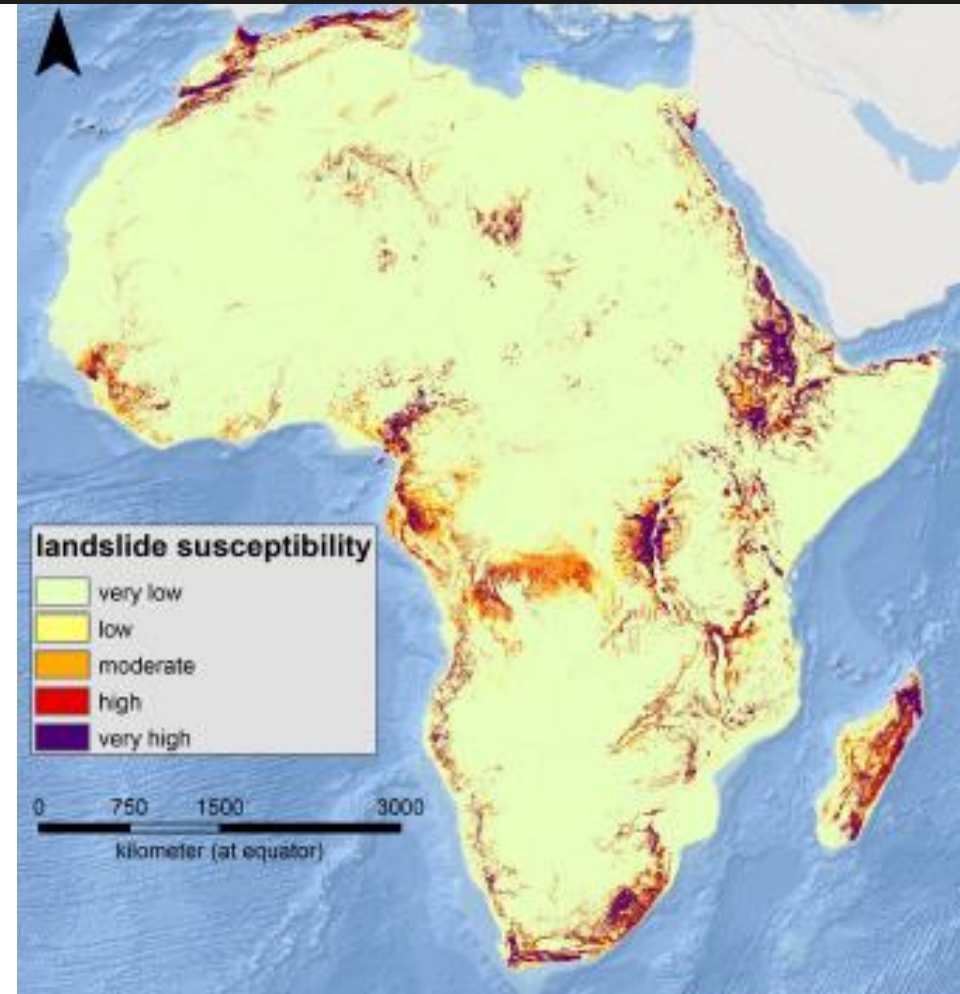 landslide susceptibility
very low
low
moderate
high
very high
0 750 1500 3000
kilometer (at equator)